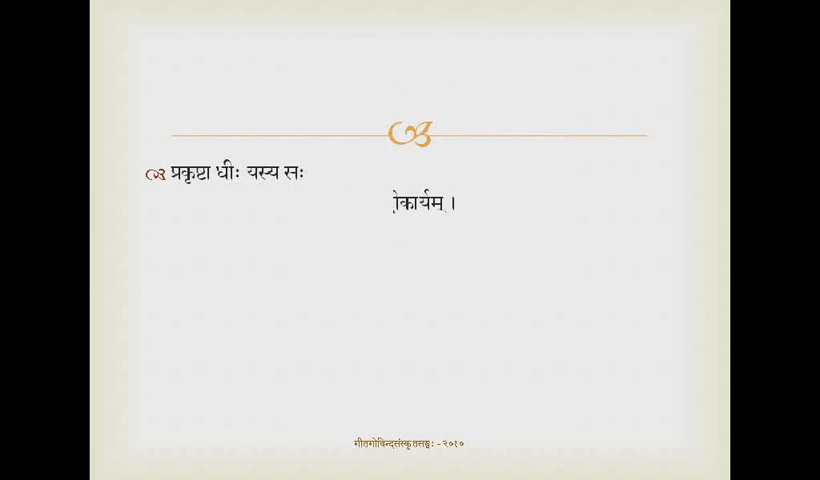 प्रकृष्टा धीः यस्य सः
ोकार्यम् ।
गीतगोविन्दसंस्कृतसङ्घः - २०१०